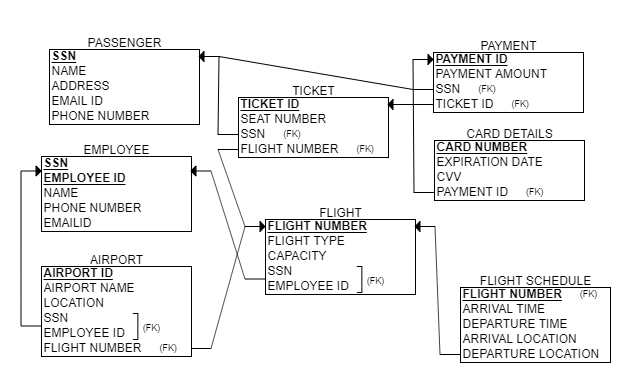 PASSENGER
SSN
NAME
ADDRESS
EMAIL ID
PHONE NUMBER
PAYMENT
PAYMENT ID
PAYMENT AMOUNT
SSN (FK)
TICKET ID (FK)
TICKET
TICKET ID
SEAT NUMBER
SSN (FK)
FLIGHT NUMBER (FK)
CARD DETAILS
CARD NUMBER
EXPIRATION DATE
CVV
PAYMENT ID (FK)
EMPLOYEE
SSN
EMPLOYEE ID
NAME
PHONE NUMBER
EMAILID
FLIGHT
FLIGHT NUMBER
FLIGHT TYPE
CAPACITY
SSN
EMPLOYEE ID (FK)
AIRPORT
AIRPORT ID
AIRPORT NAME
LOCATION
SSN
EMPLOYEE ID (FK)
FLIGHT NUMBER (FK)
FLIGHT SCHEDULE
FLIGHT NUMBER (FK)
ARRIVAL TIME
DEPARTURE TIME
ARRIVAL LOCATION
DEPARTURE LOCATION